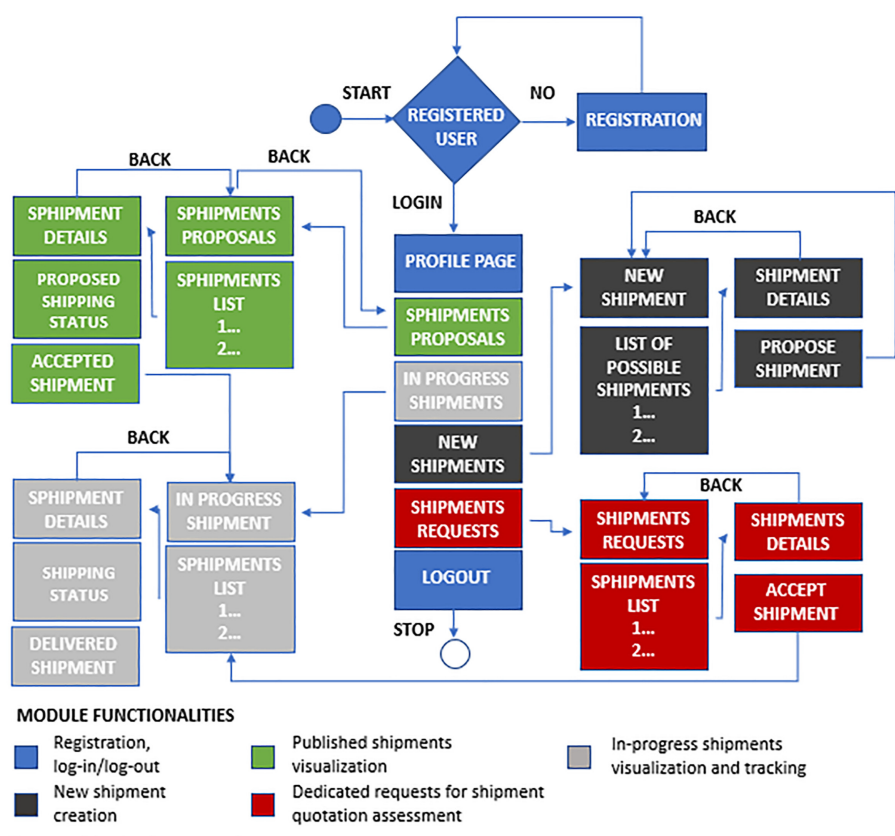 START
REGISTERED
USER
NO
REGISTRATION
LOGIN
BACK
BACK
SPHIPMENT
DETAILS
PROPOSED
SHIPPING
STATUS
ACCEPTED
SHIPMENT
SPHIPMENTS
PROPOSALS
SPHIPMENTS
LIST
1...
2...
PROFILE PAGE
SPHIPMENTS
PROPOSALS
IN PROGRESS
SHIPMENTS
NEW
SHIPMENTS
SHIPMENTS
REQUESTS
LOGOUT
STOP
BACK
NEW
SHIPMENT
LIST OF
POSSIBLE
SHIPMENTS
1...
2...
SHIPMENT
DETAILS
PROPOSE
SHIPMENT
BACK
SPHIPMENT
DETAILS
SHIPPING
STATUS
DELIVERED
SHIPMENT
IN PROGRESS
SHIPMENT
SPHIPMENTS
LIST
1...
2...
BACK
SHIPMENTS
REQUESTS
SPHIPMENTS
LIST
1...
2...
SHIPMENTS
DETAILS
ACCEPT
SHIPMENT
MODULE FUNCTIONALITIES
Registration,
log-in/log-out
New shipment
creation
Published shipments
visualization
Dedicated requests for shipment
quotation assessment
In-progress shipments
visualization and tracking